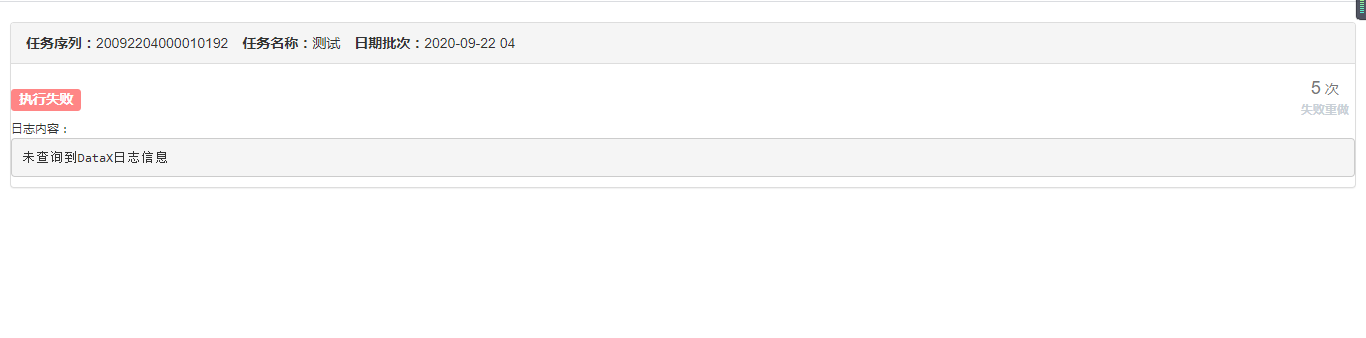 任务序列：20092204000010192 任务名称：测试 日期批次：2020-09-22 04
执行失败
5 次
失败重做
日志内容：
未查询到DataX日志信息